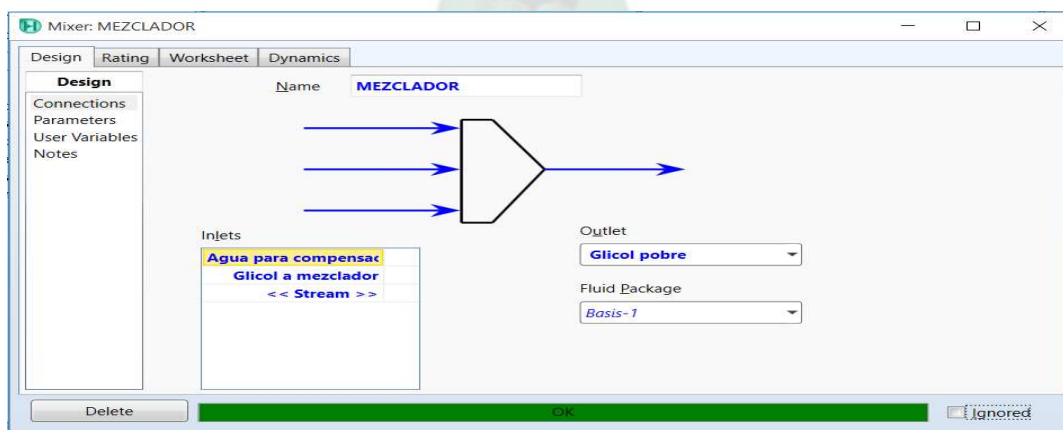 Mixer: MEZCLADOR
Design Rating Worksheet Dynamics
Design
Connections
Parameters
User Variables
Notes
Name MEZCLADOR
Inlets
Agua para compensac
Glicol a mezclador
<< Stream >>
Outlet
Glicol pobre
Fluid Package
Basis-1
Delete
OK
Ignored